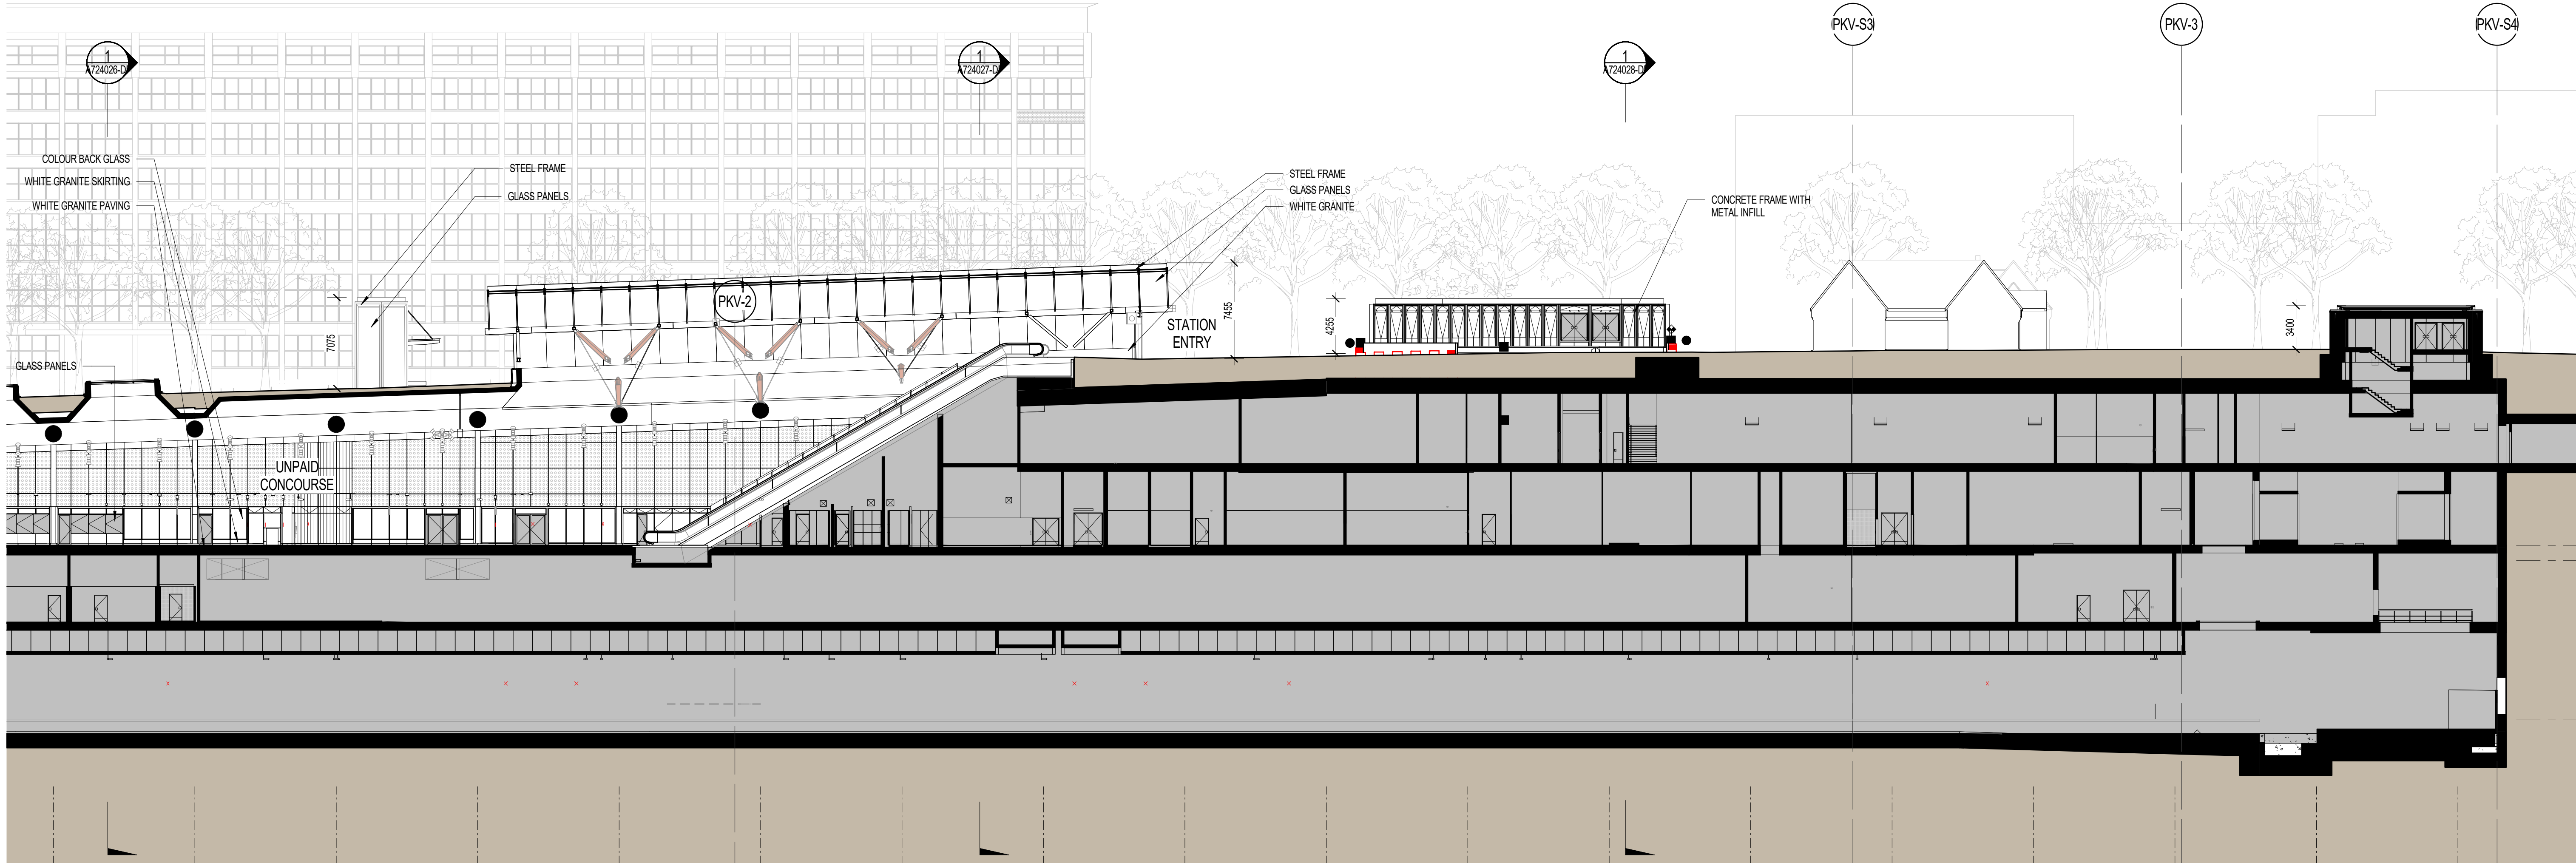 PKV-S3
PKV-3
PKV-S4
1
A724026-D
1
A724027-D
1
A724028-D
COLOUR BACK GLASS
WHITE GRANITE SKIRTING
WHITE GRANITE PAVING
STEEL FRAME
GLASS PANELS
STEEL FRAME
GLASS PANELS
WHITE GRANITE
CONCRETE FRAME WITH
METAL INFILL
PKV-2
7075
7455
4255
3400
STATION
ENTRY
GLASS PANELS
UNPAID
CONCOURSE